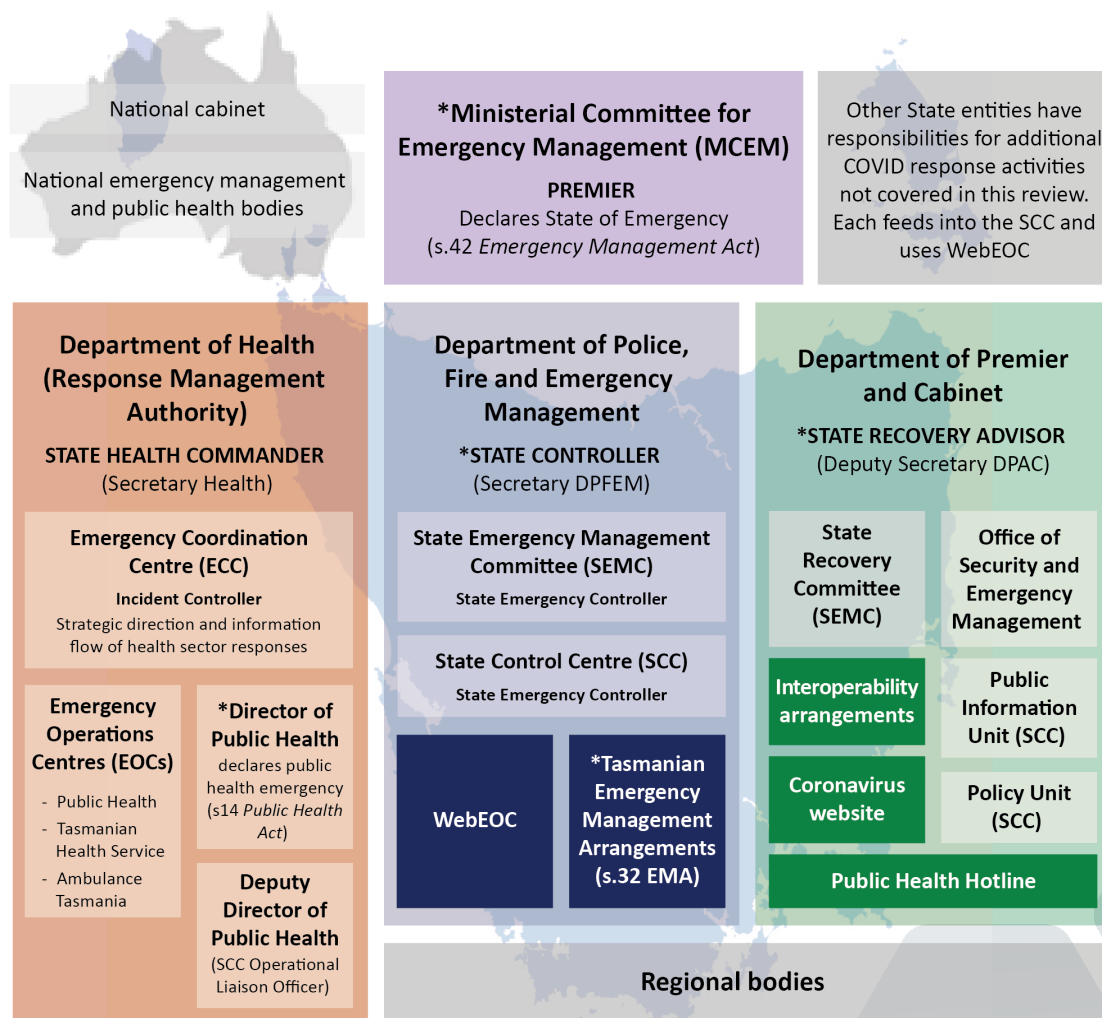 National cabinet
National emergency management
and public health bodies
*Ministerial Committee for
Emergency Management (MCEM)
PREMIER
Declares State of Emergency
(s.42 Emergency Management Act)
Other State entities have
responsibilities for additional
COVID response activities
not covered in this review.
Each feeds into the SCC and
uses WebEOC
Department of Health
(Response Management
Authority)
STATE HEALTH COMMANDER
(Secretary Health)
Emergency Coordination
Centre (ECC)
Incident Controller
Strategic direction and information
flow of health sector responses
Emergency
Operations
Centres (EOCs)
- Public Health
- Tasmanian
Health Service
- Ambulance
Tasmania
*Director of
Public Health
declares public
health emergency
(s14 Public Health
Act)
Deputy
Director of
Public Health
(SCC Operational
Liaison Officer)
Department of Police,
Fire and Emergency
Management
*STATE CONTROLLER
(Secretary DPFEM)
State Emergency Management
Committee (SEMC)
State Emergency Controller
State Control Centre (SCC)
State Emergency Controller
WebEOC
*Tasmanian
Emergency
Management
Arrangements
(s.32 EMA)
Department of Premier
and Cabinet
*STATE RECOVERY ADVISOR
(Deputy Secretary DPAC)
State
Recovery
Committee
(SEMC)
Office of
Security and
Emergency
Management
Interoperability
arrangements
Public
Information
Unit (SCC)
Coronavirus
website
Policy Unit
(SCC)
Public Health Hotline
Regional bodies